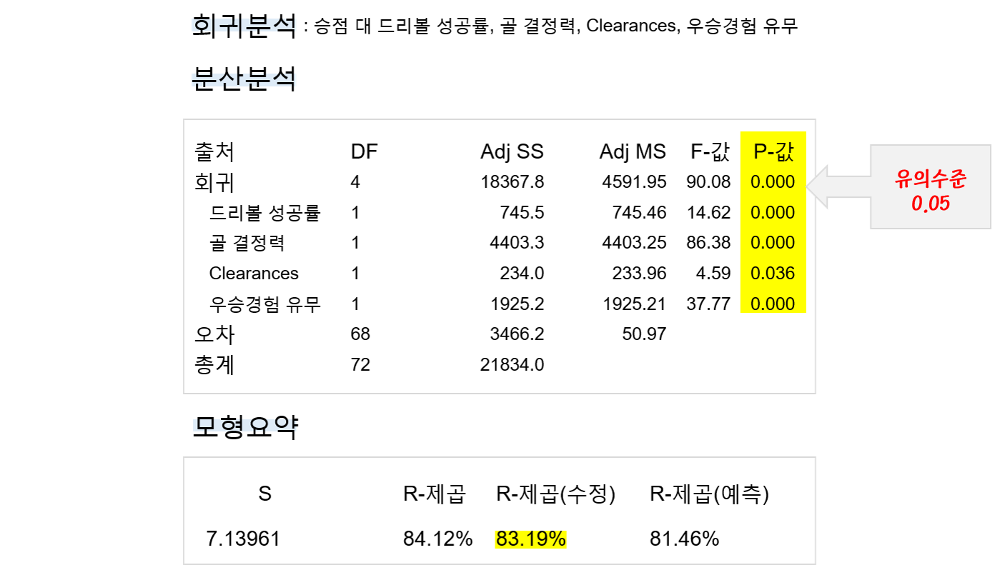 회귀분석 : 승점 대 드리볼 성공률, 골 결정력, Clearances, 우승경험 유무
분산분석
출처 DF Adj SS Adj MS F-값 P-값
회귀 4 18367.8 4591.95 90.08 0.000
드리볼 성공률 1 745.5 745.46 14.62 0.000
골 결정력 1 4403.3 4403.25 86.38 0.000
Clearances 1 234.0 233.96 4.59 0.036
우승경험 유무 1 1925.2 1925.21 37.77 0.000
오차 68 3466.2 50.97
총계 72 21834.0
유의수준
0.05
모형요약
S R-제곱 R-제곱(수정) R-제곱(예측)
7.13961 84.12% 83.19% 81.46%